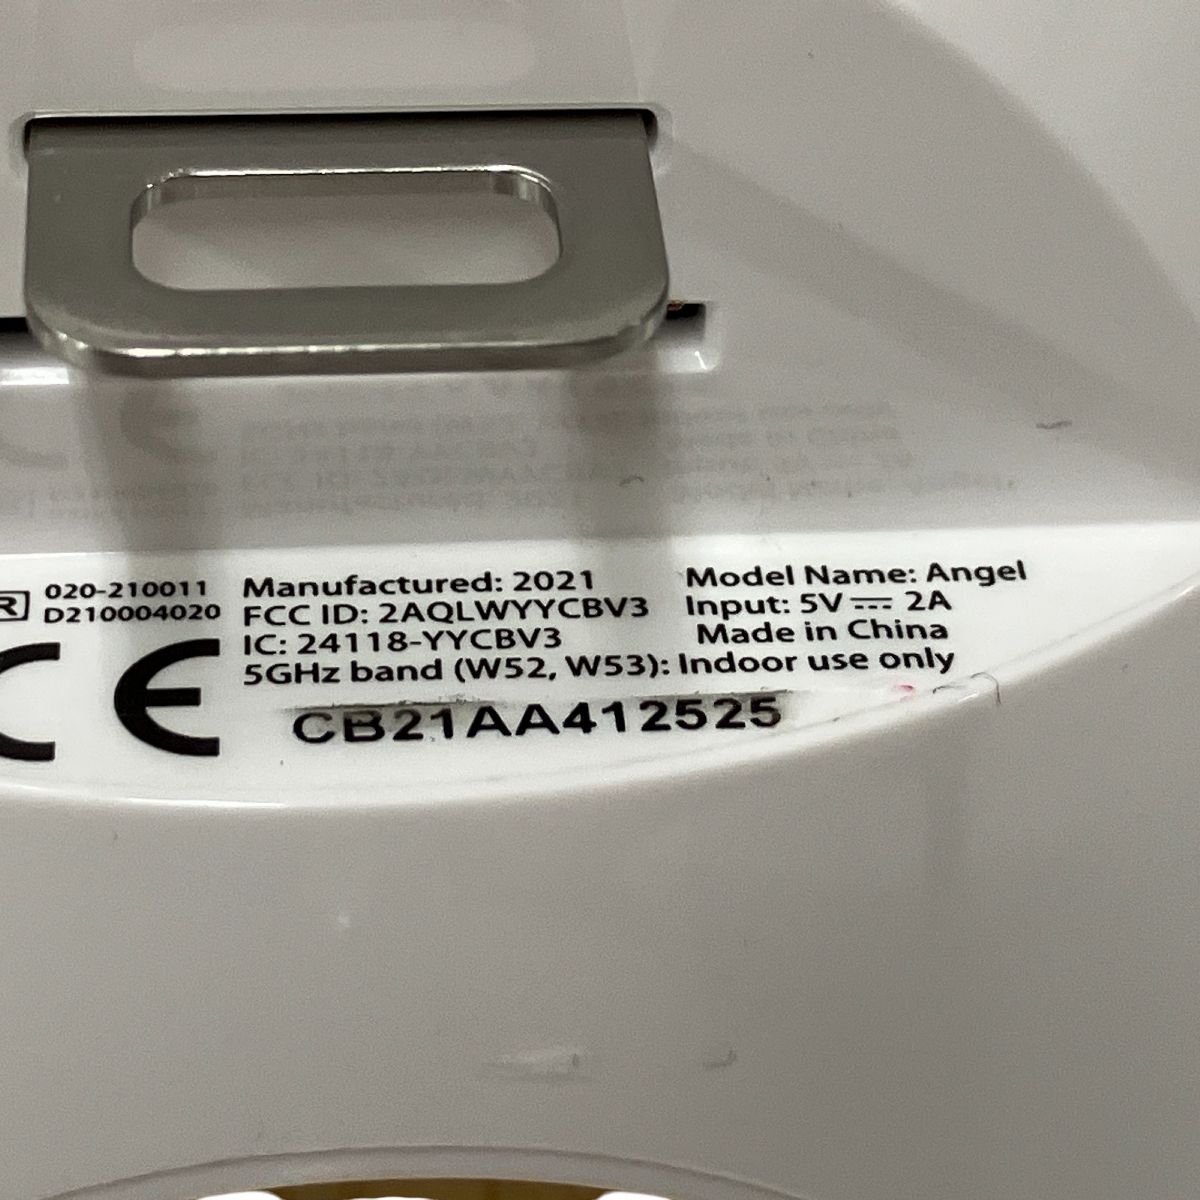 R 020-210011
D210004020
Manufactured: 2021
FCC ID: 2AQLWYYCBV3
IC: 24118-YYCBV3
5GHz band (W52, W53): Indoor use only
Model Name: Angel
Input: 5V ⎓ 2A
Made in China
CE
CB21AA412525